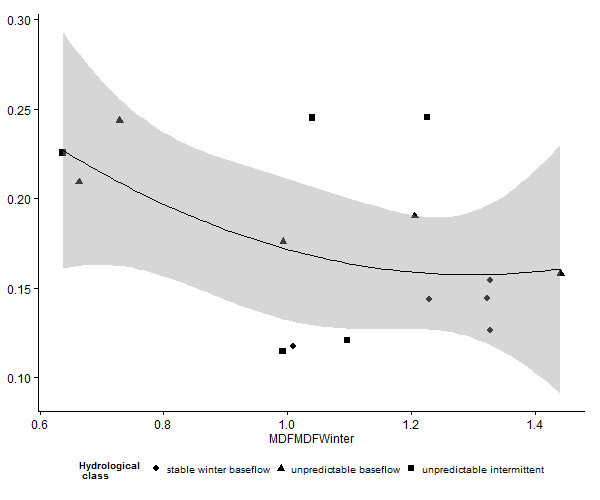 0.30
0.25
0.20
0.15
0.10
0.6 0.8 1.0 1.2 1.4
MDFMDFWinter
Hydrological
class
stable winter baseflow unpredictable baseflow unpredictable intermittent